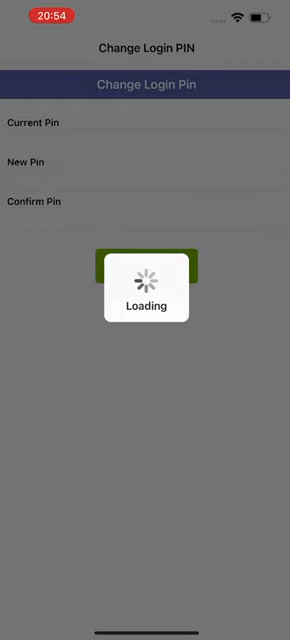 20:54
Change Login PIN
Change Login Pin
Current Pin
New Pin
Confirm Pin
Loading